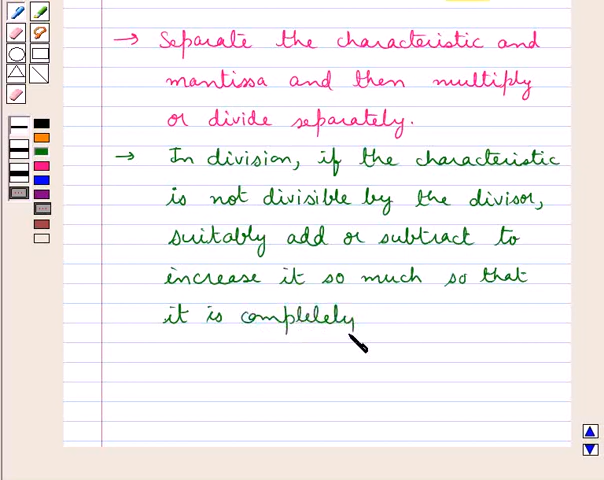 → Separate the characteristic and
mantissa and then multiply
or divide separately.
→ In division, if the characteristic
is not divisible by the divisor,
suitably add or subtract to
increase it so much so that
it is complelely